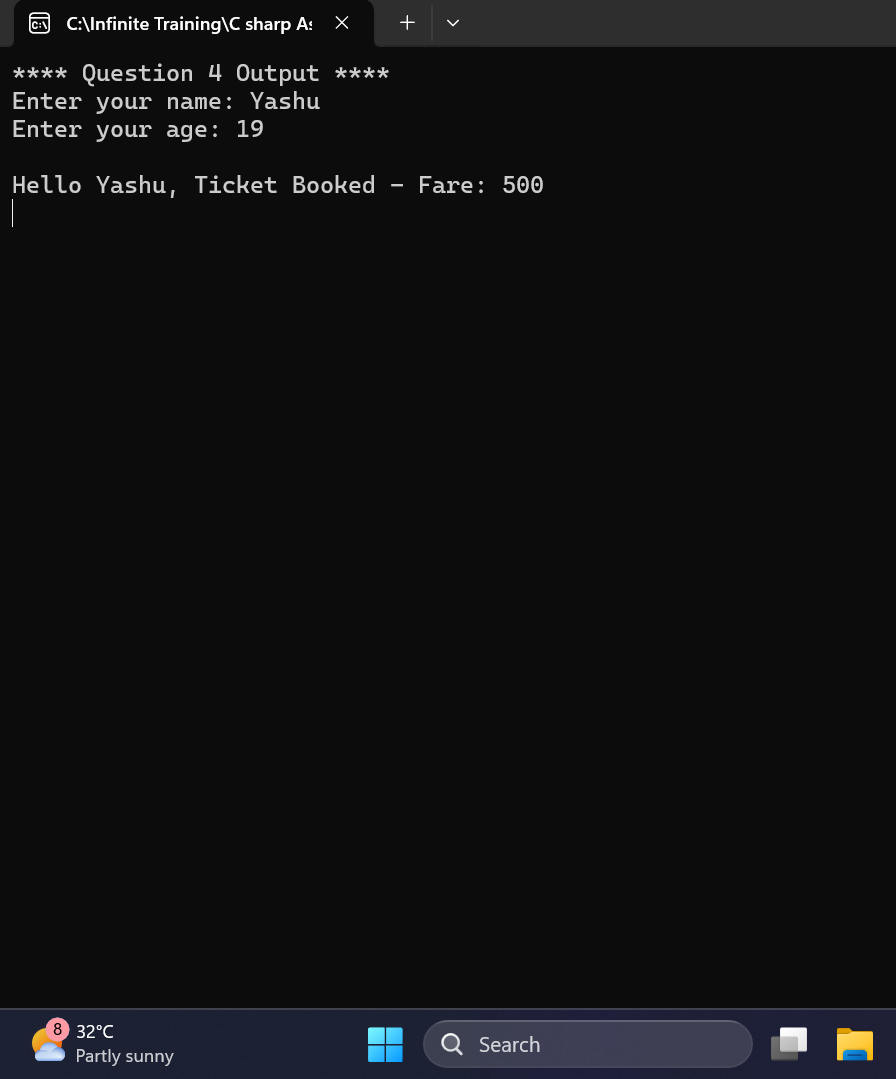 C:\Infinite Training\C sharp As
**** Question 4 Output ****
Enter your name: Yashu
Enter your age: 19
Hello Yashu, Ticket Booked - Fare: 500
8
32°C
Partly sunny
Search